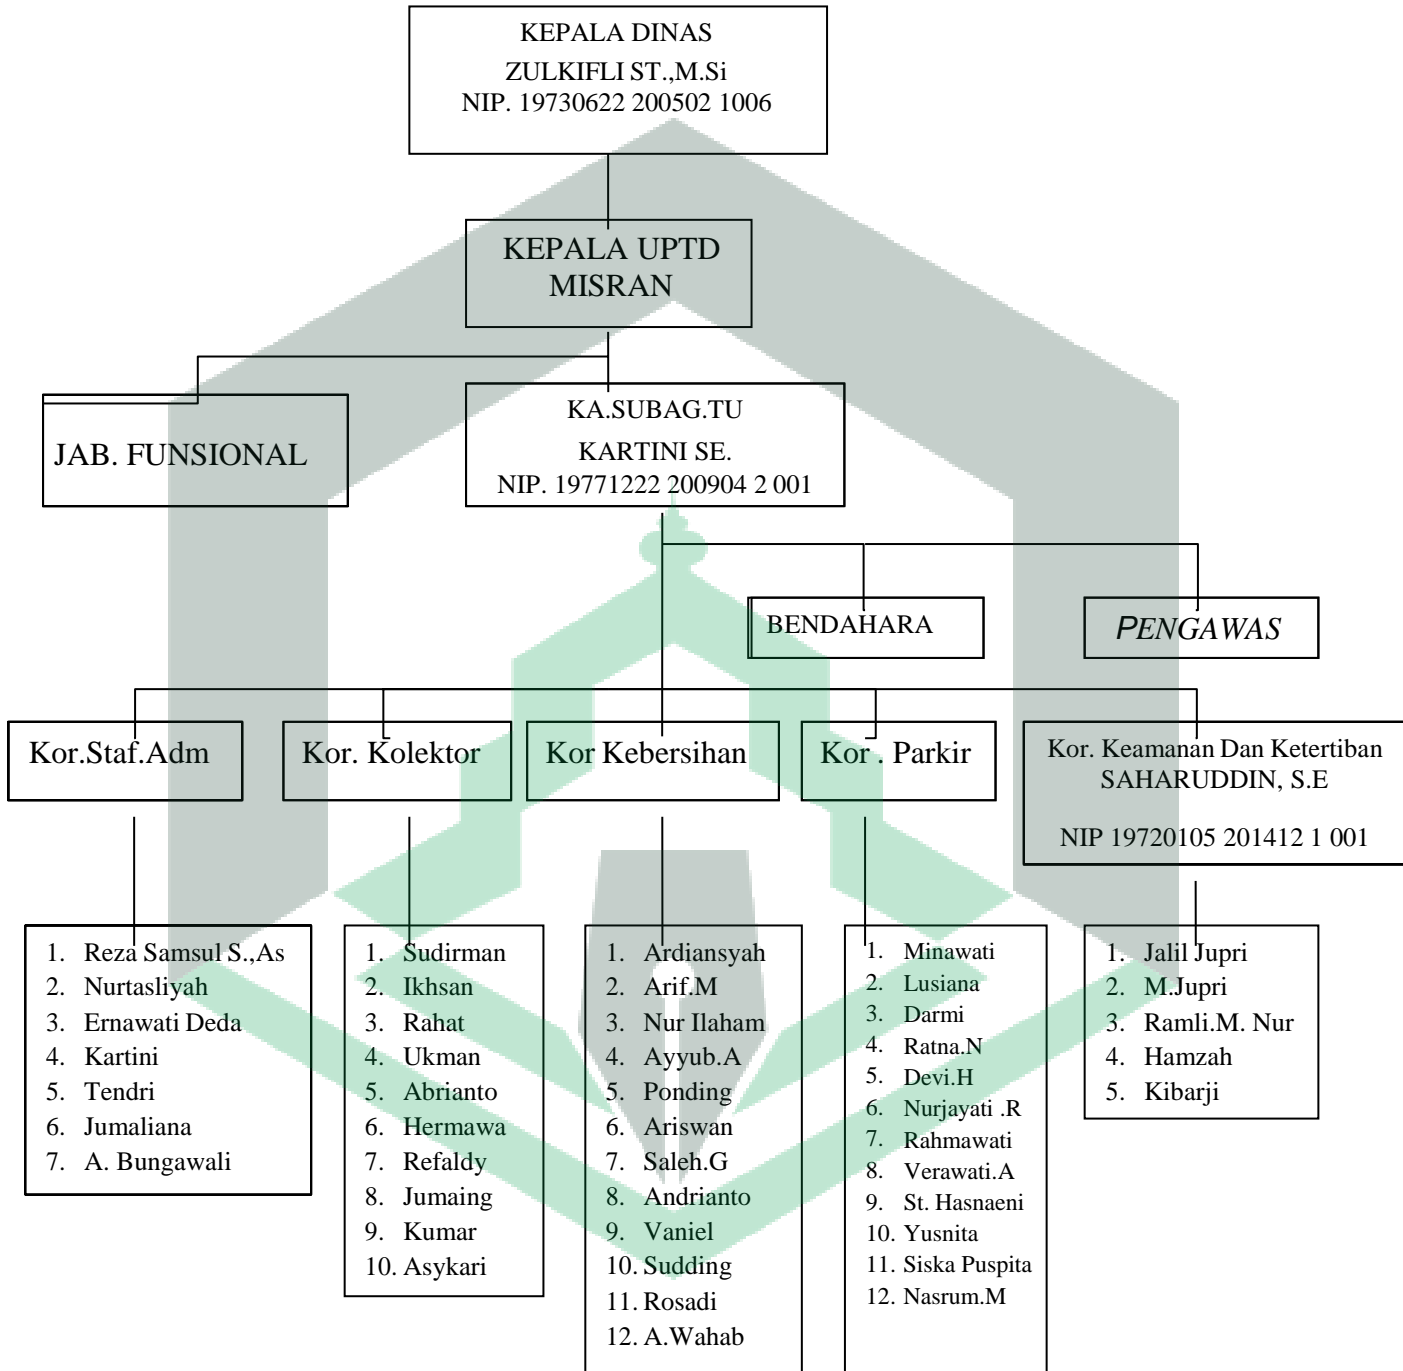 KEPALA DINAS
ZULKIFLI ST.,M.Si
NIP. 19730622 200502 1006
KEPALA UPTD
MISRAN
JAB. FUNSIONAL
KA.SUBAG.TU
KARTINI SE.
NIP. 19771222 200904 2 001
BENDAHARA
PENGAWAS
Kor.Staf.Adm
Kor. Kolektor
Kor Kebersihan
Kor . Parkir
Kor. Keamanan Dan Ketertiban
SAHARUDDIN, S.E
NIP 19720105 201412 1 001
1. Reza Samsul S.,As
2. Nurtasliyah
3. Ernawati Deda
4. Kartini
5. Tendri
6. Jumaliana
7. A. Bungawali
1. Sudirman
2. Ikhsan
3. Rahat
4. Ukman
5. Abrianto
6. Hermawa
7. Refaldy
8. Jumaing
9. Kumar
10. Asykari
1. Ardiansyah
2. Arif.M
3. Nur Ilaham
4. Ayyub.A
5. Ponding
6. Ariswan
7. Saleh.G
8. Andrianto
9. Vaniel
10. Sudding
11. Rosadi
12. A.Wahab
1. Minawati
2. Lusiana
3. Darmi
4. Ratna.N
5. Devi.H
6. Nurjayati .R
7. Rahmawati
8. Verawati.A
9. St. Hasnaeni
10. Yusnita
11. Siska Puspita
12. Nasrum.M
1. Jalil Jupri
2. M.Jupri
3. Ramli.M. Nur
4. Hamzah
5. Kibarji